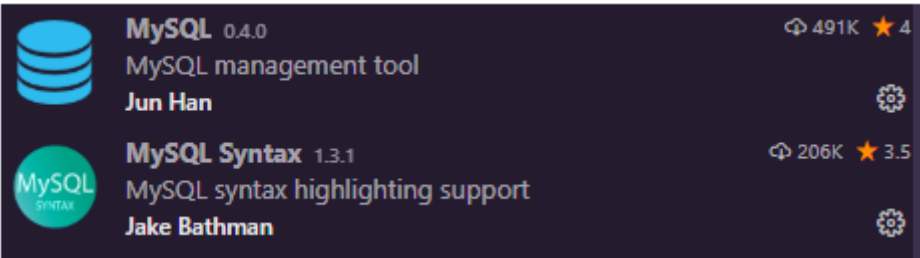 MySQL 0.4.0 491K 4
MySQL management tool
Jun Han
MySQL Syntax 1.3.1 206K 3.5
MySQL
SYNTAX
MySQL syntax highlighting support
Jake Bathman